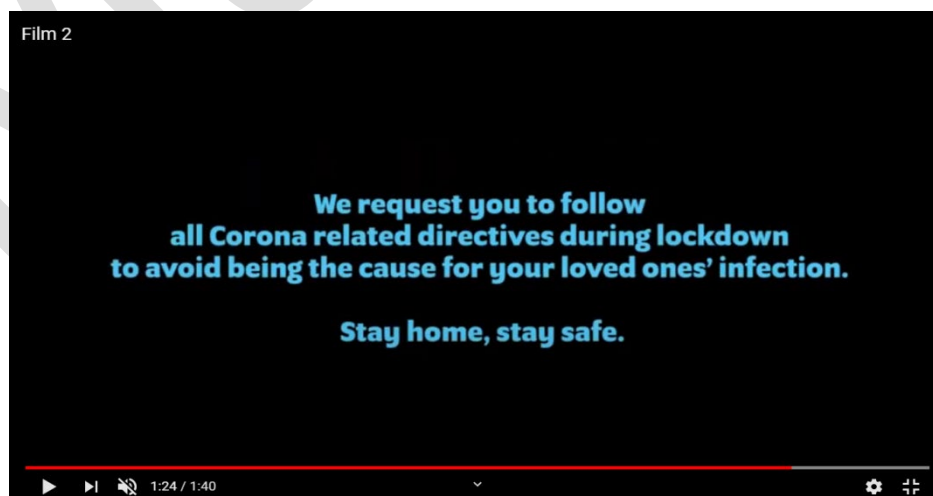 Film 2
We request you to follow
all Corona related directives during lockdown
to avoid being the cause for your loved ones' infection.
Stay home, stay safe.
1:24 / 1:40